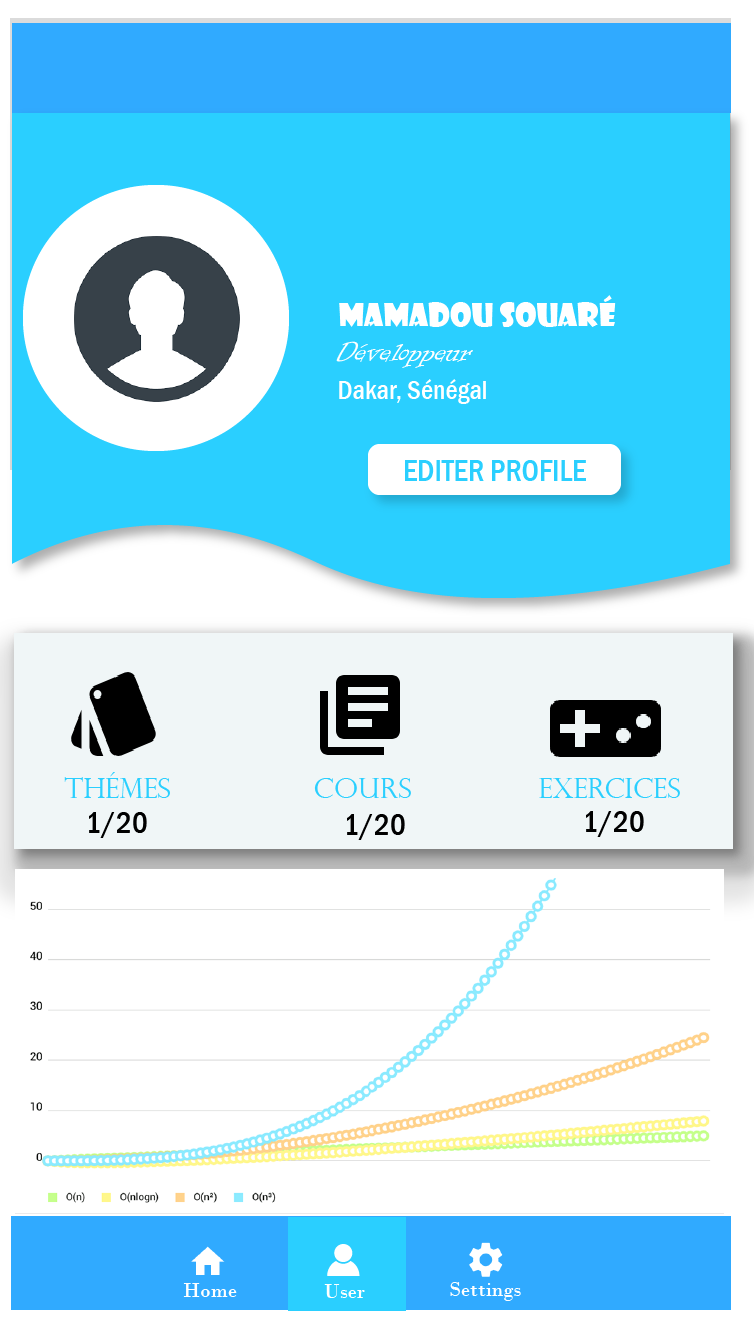 MAMADOU SOUARÉ
Développeur
Dakar, Sénégal
EDITER PROFILE
THÉMES COURS EXERCICES
1/20 1/20 1/20
50
40
30
20
10
0
O(n) O(nlogn) O(n²) O(n³)
Home User Settings